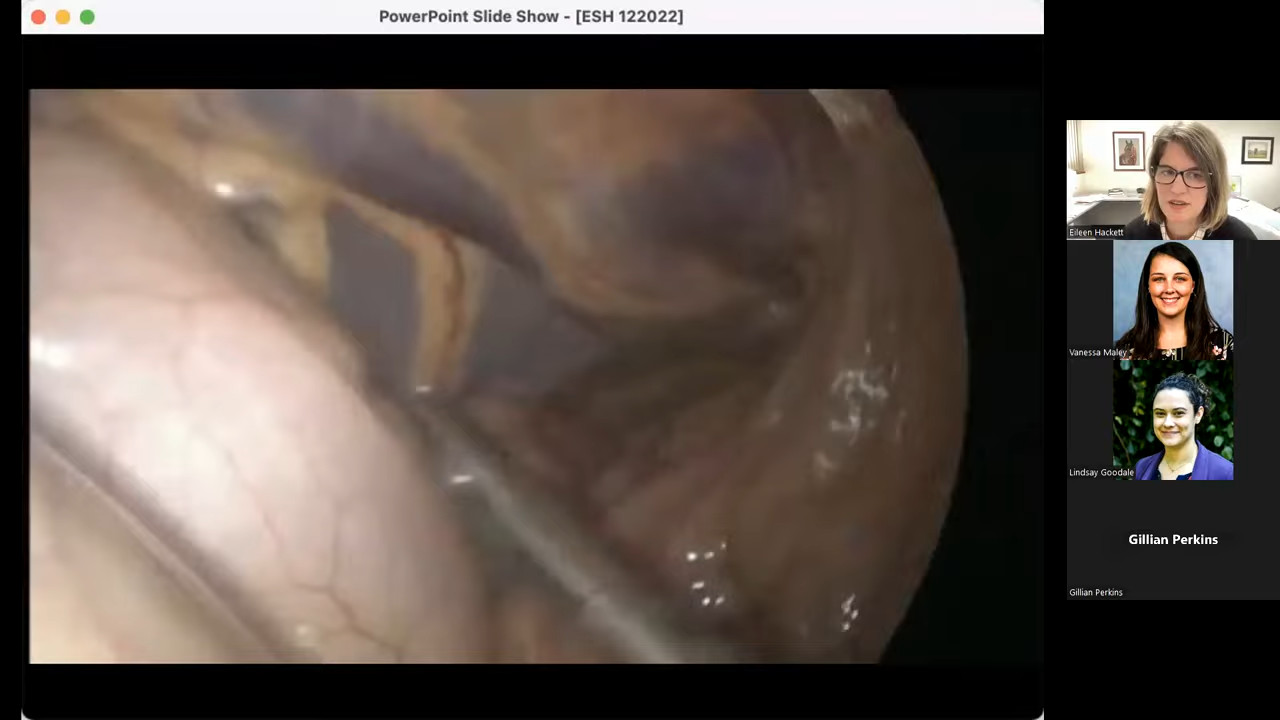 PowerPoint Slide Show - [ESH 122022]
Eileen Hackett
Vanessa Maley
Lindsay Goodale
Gillian Perkins
Gillian Perkins